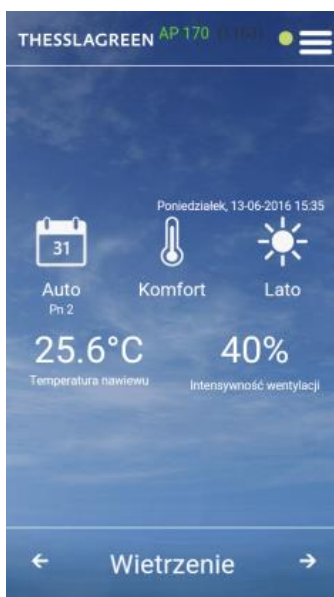 THESSLAGREEN AP 170
Poniedziałek, 13-06-2016 15:35
31
Auto Komfort Lato
Pn 2
25.6°C 40%
Temperatura nawiewu Intensywność wentylacji
← Wietrzenie →